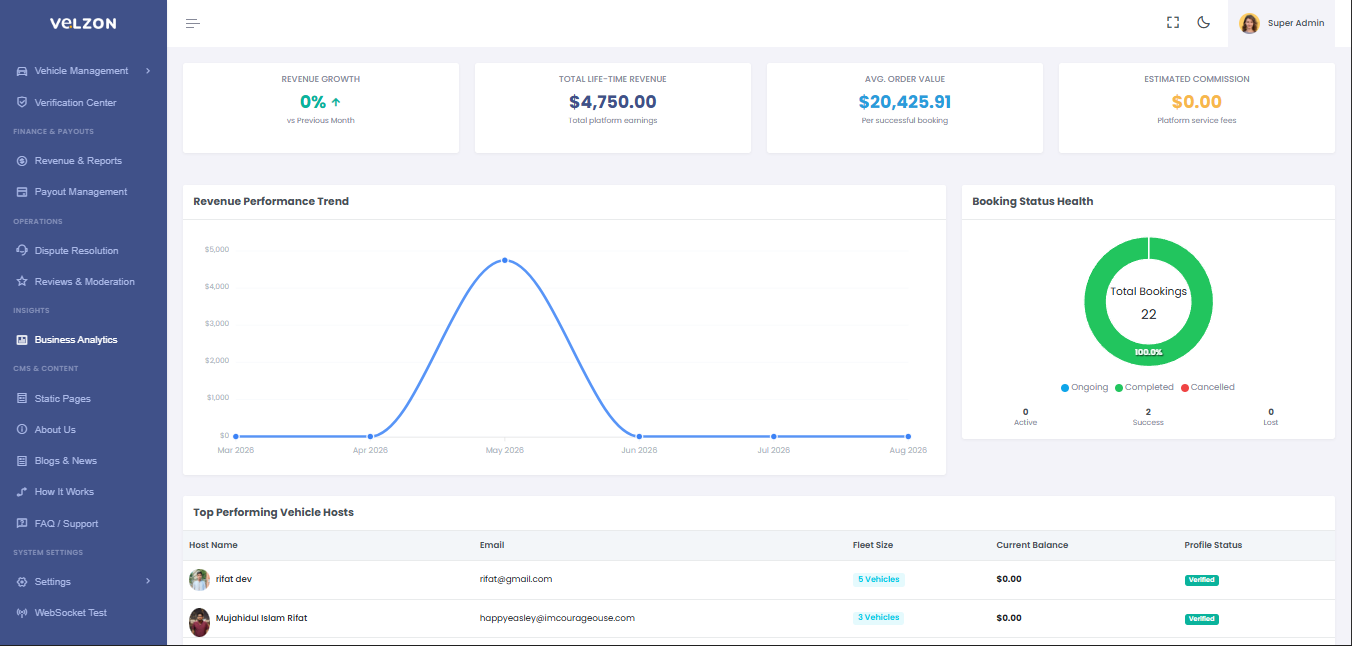 VELZON
Super Admin
Vehicle Management
Verification Center
FINANCE & PAYOUTS
Revenue & Reports
Payout Management
OPERATIONS
Dispute Resolution
Reviews & Moderation
INSIGHTS
Business Analytics
CMS & CONTENT
Static Pages
About Us
Blogs & News
How It Works
FAQ / Support
SYSTEM SETTINGS
Settings
WebSocket Test
REVENUE GROWTH
0%
vs Previous Month
TOTAL LIFE-TIME REVENUE
$4,750.00
Total platform earnings
AVG. ORDER VALUE
$20,425.91
Per successful booking
ESTIMATED COMMISSION
$0.00
Platform service fees
Revenue Performance Trend
$5,000
$4,000
$3,000
$2,000
$1,000
$0
Mar 2026 Apr 2026 May 2026 Jun 2026 Jul 2026 Aug 2026
Booking Status Health
Total Bookings
22
100.0%
Ongoing Completed Cancelled
0 2 0
Active Success Lost
Top Performing Vehicle Hosts
Host Name Email Fleet Size Current Balance Profile Status
rifat dev rifat@gmail.com 5 Vehicles $0.00 Verified
Mujahidul Islam Rifat happyeasley@imcourageouse.com 3 Vehicles $0.00 Verified